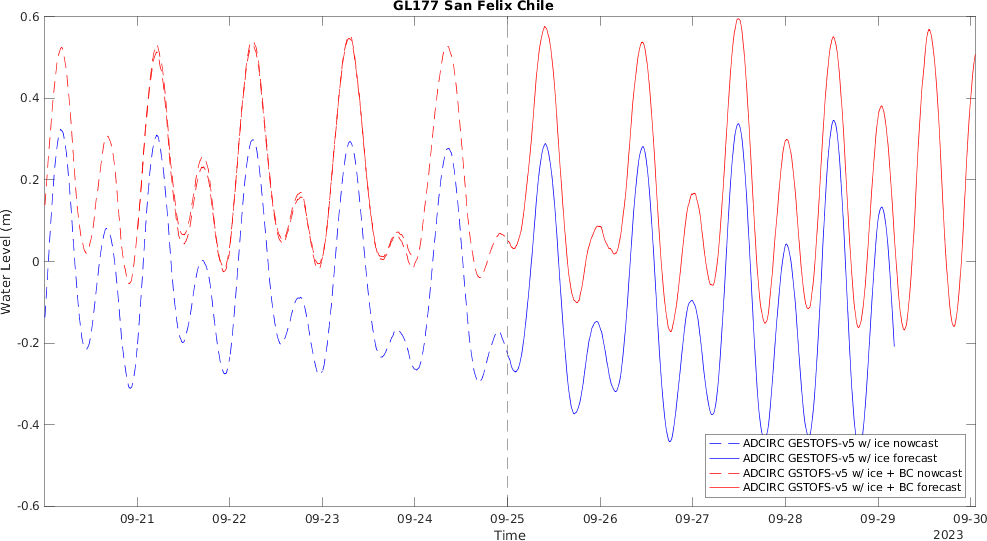 GL177 San Felix Chile
Water Level (m)
0.6
0.4
0.2
0
-0.2
-0.4
-0.6
ADCIRC GESTOFS-v5 w/ ice nowcast
ADCIRC GESTOFS-v5 w/ ice forecast
ADCIRC GSTOFS-v5 w/ ice + BC nowcast
ADCIRC GSTOFS-v5 w/ ice + BC forecast
09-21 09-22 09-23 09-24 09-25 09-26 09-27 09-28 09-29 09-30
Time
2023